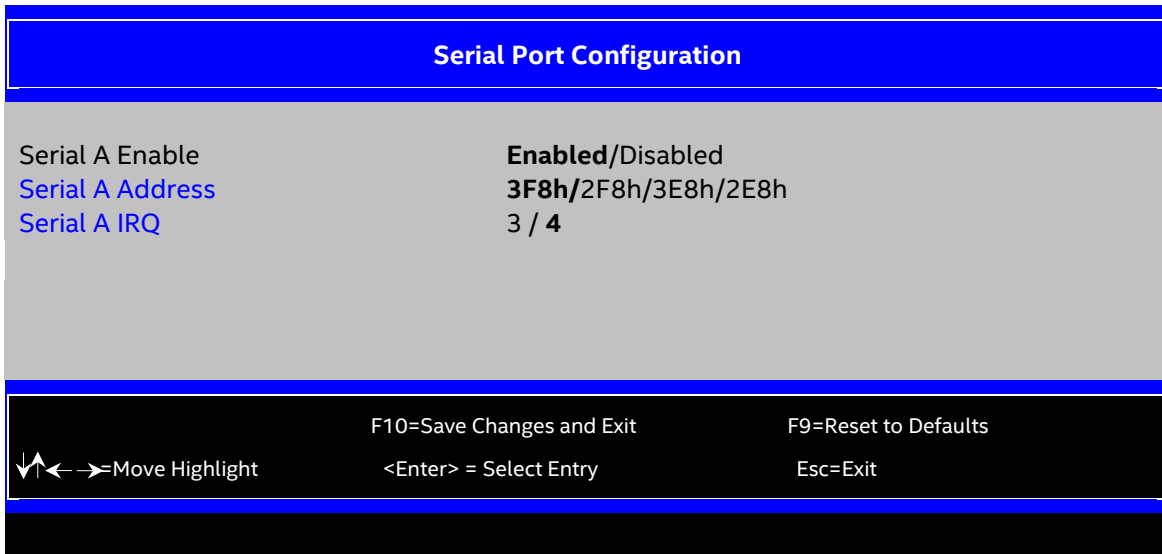 Serial Port Configuration
Serial A Enable Enabled/Disabled
Serial A Address 3F8h/2F8h/3E8h/2E8h
Serial A IRQ 3 / 4
F10=Save Changes and Exit F9=Reset to Defaults
↓↑←→=Move Highlight <Enter> = Select Entry Esc=Exit